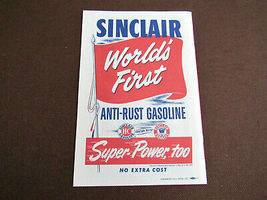 SINCLAIR
World's
First
ANTI-RUST GASOLINE
Super-Power, too
NO EXTRA COST